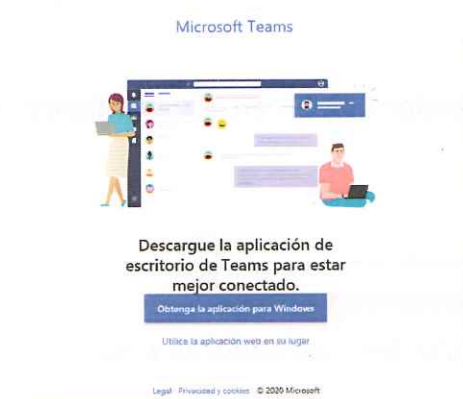 Microsoft Teams
Descargue la aplicación de
escritorio de Teams para estar
mejor conectado.
Obtenga la aplicación para Windows
Utilice la aplicación web en su lugar
Legal Privacidad y cookies © 2020 Microsoft